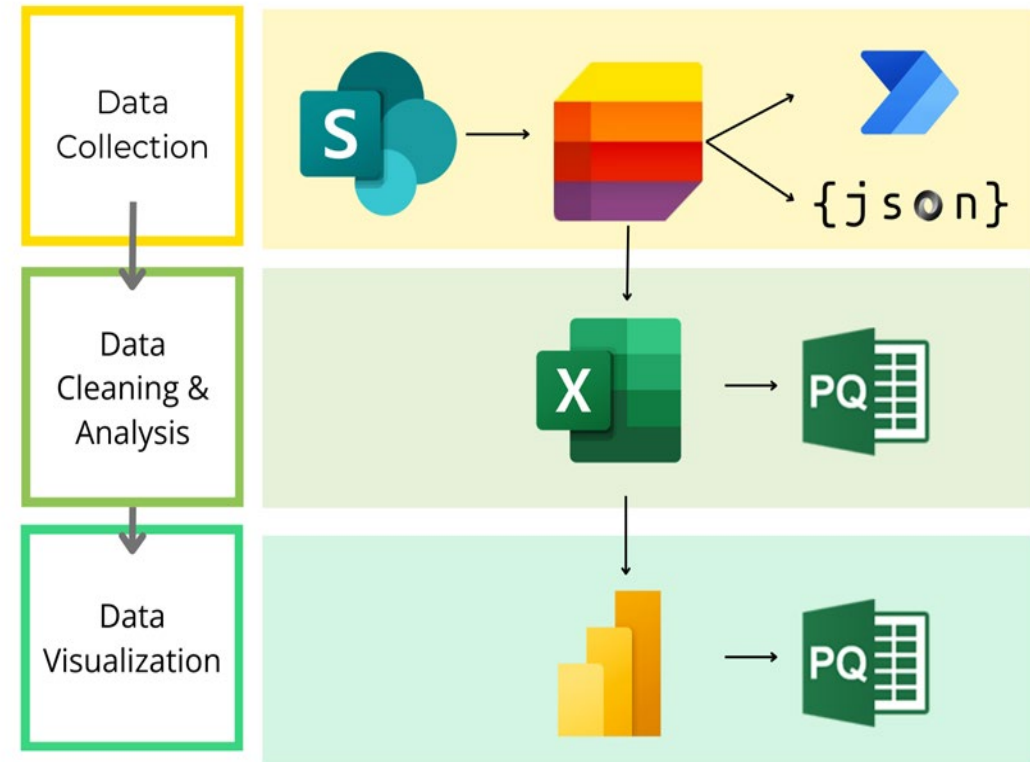 Data
Collection
S
{json}
Data
Cleaning &
Analysis
X
PQ
Data
Visualization
PQ